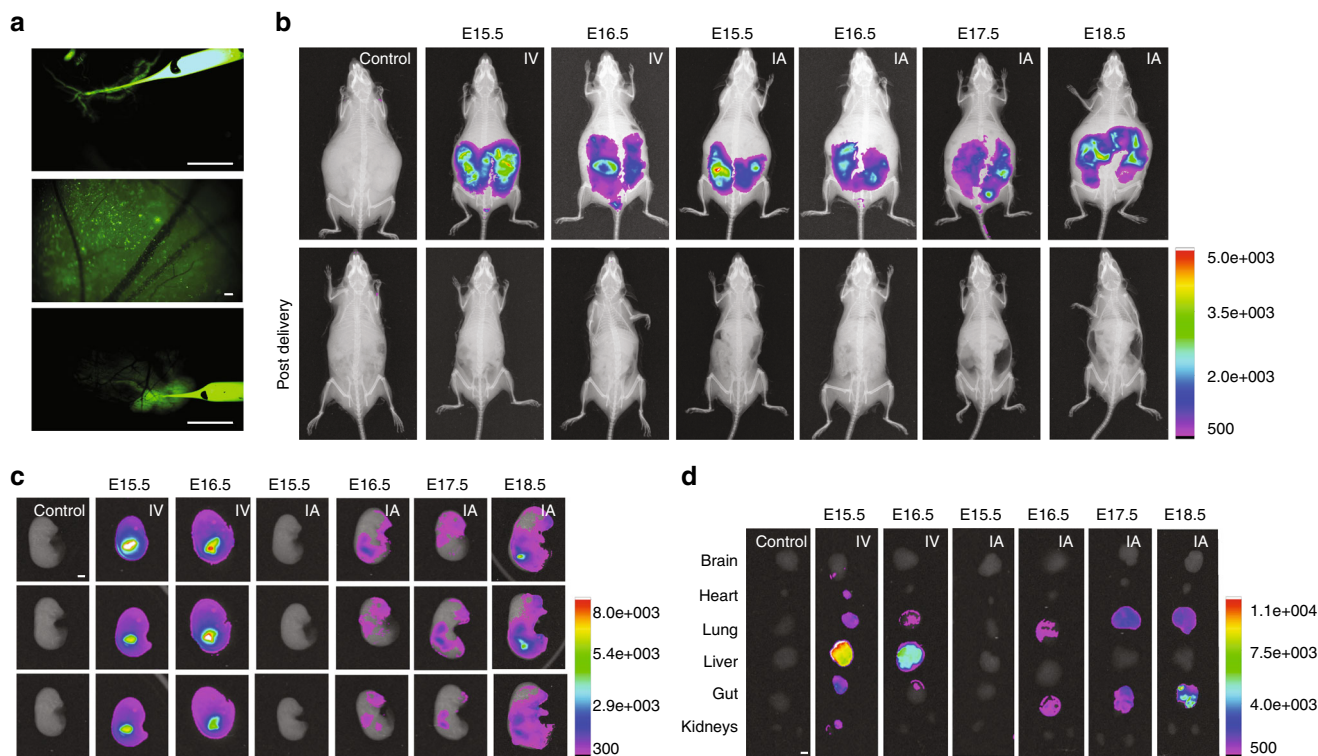 a
b
E15.5 E16.5 E15.5 E16.5 E17.5 E18.5
Control IV IV IA IA IA IA
Post delivery
5.0e+003
3.5e+003
2.0e+003
500
c
E15.5 E16.5 E15.5 E16.5 E17.5 E18.5
Control IV IV IA IA IA IA
8.0e+003
5.4e+003
2.9e+003
300
d
E15.5 E16.5 E15.5 E16.5 E17.5 E18.5
Control IV IV IA IA IA IA
Brain
Heart
Lung
Liver
Gut
Kidneys
1.1e+004
7.5e+003
4.0e+003
500